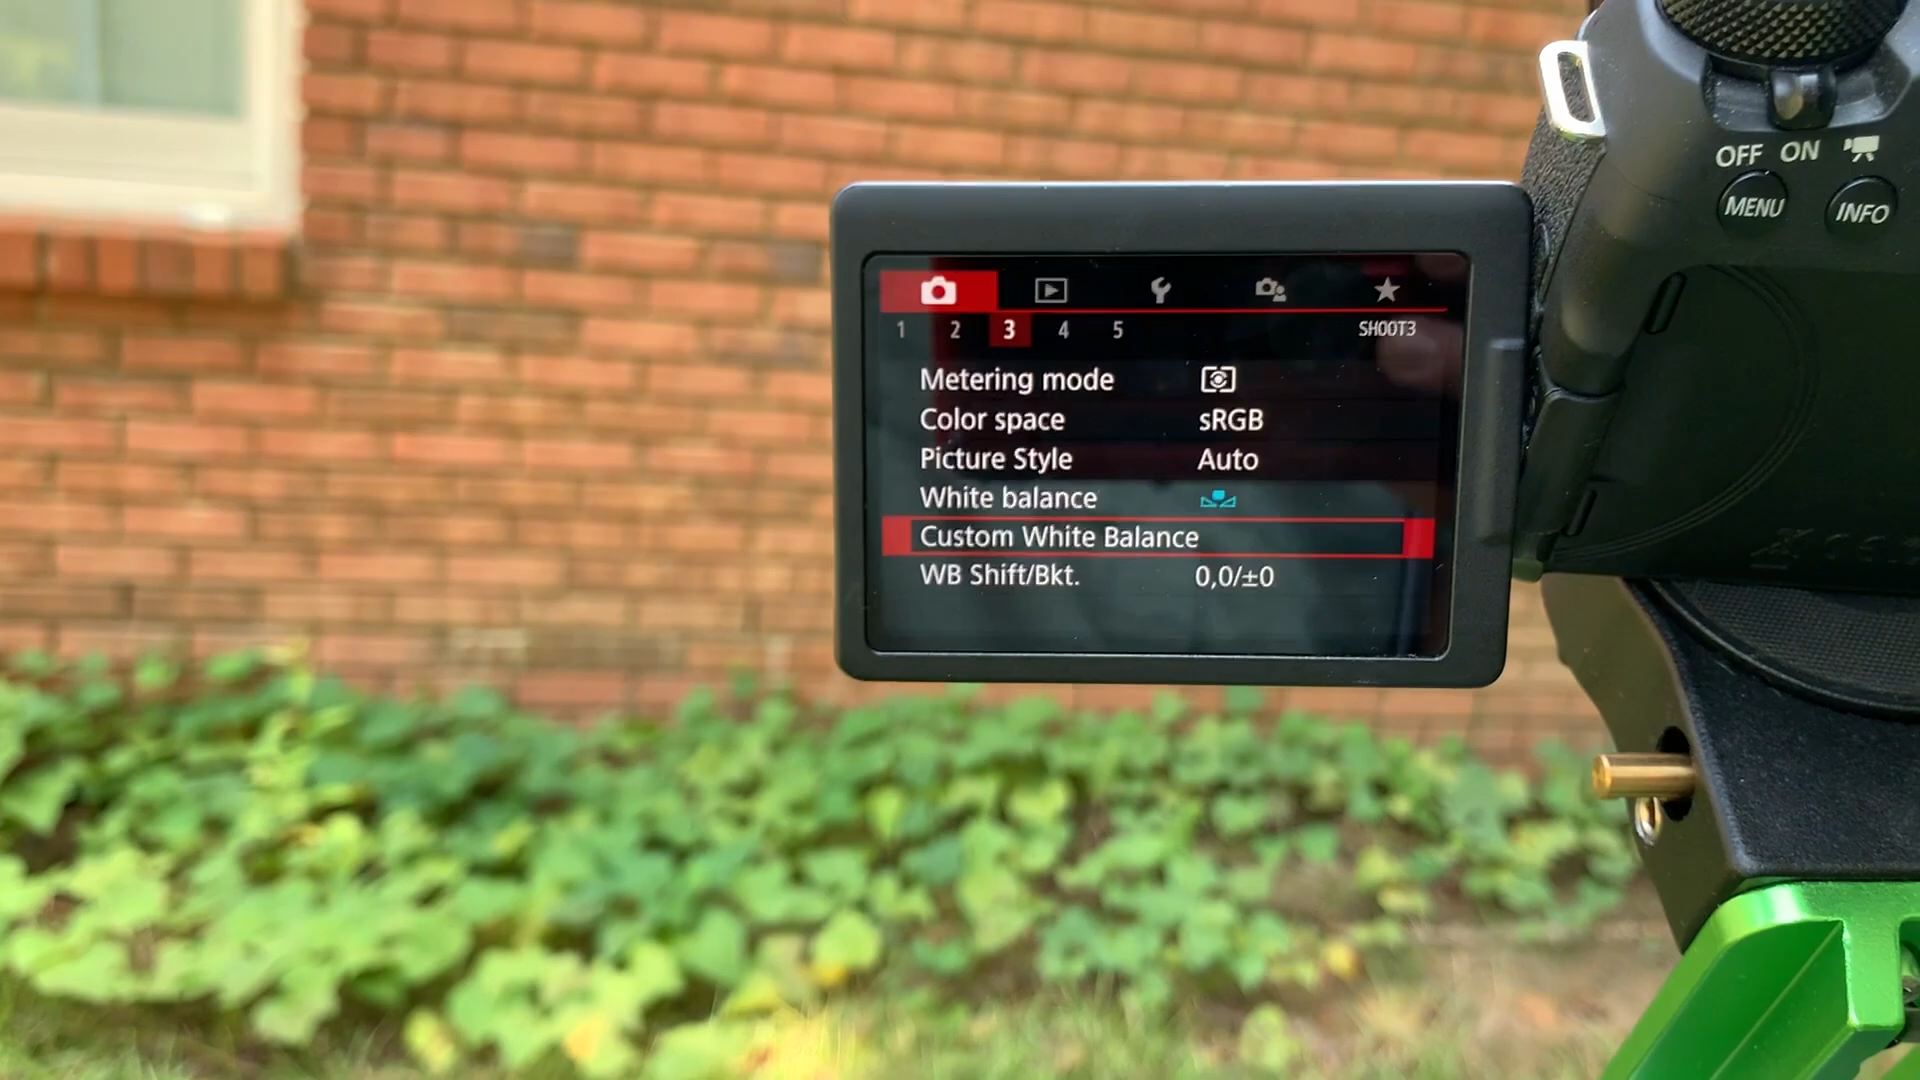 OFF ON
MENU INFO
1 2 3 4 5 SHOOT3
Metering mode
Color space sRGB
Picture Style Auto
White balance
Custom White Balance
WB Shift/Bkt. 0,0/±0